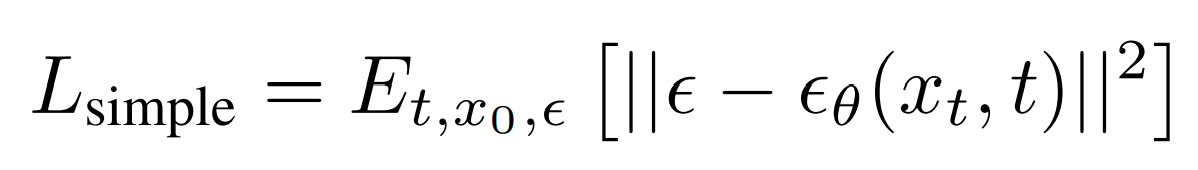 L_simple = E_{t,x_0,ϵ} [||ϵ − ϵ_θ(x_t, t)||^2]